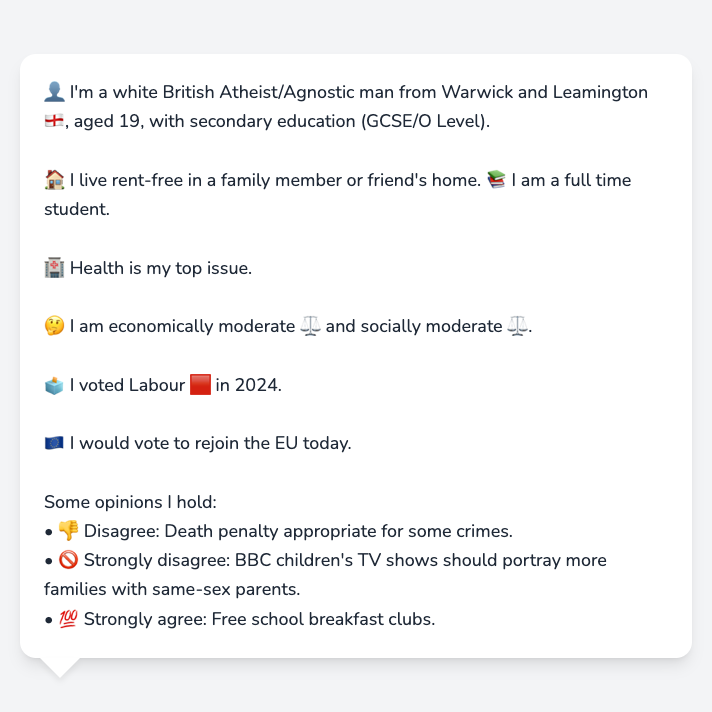 👤 I'm a white British Atheist/Agnostic man from Warwick and Leamington
🏴󠁧󠁢󠁥󠁮󠁧󠁿, aged 19, with secondary education (GCSE/O Level).
🏠 I live rent-free in a family member or friend's home. 📚 I am a full time
student.
🏥 Health is my top issue.
🤔 I am economically moderate ⚖️ and socially moderate ⚖️.
🗳️ I voted Labour 🟥 in 2024.
🇪🇺 I would vote to rejoin the EU today.
Some opinions I hold:
• 👎 Disagree: Death penalty appropriate for some crimes.
• 🚫 Strongly disagree: BBC children's TV shows should portray more
families with same-sex parents.
• 💯 Strongly agree: Free school breakfast clubs.